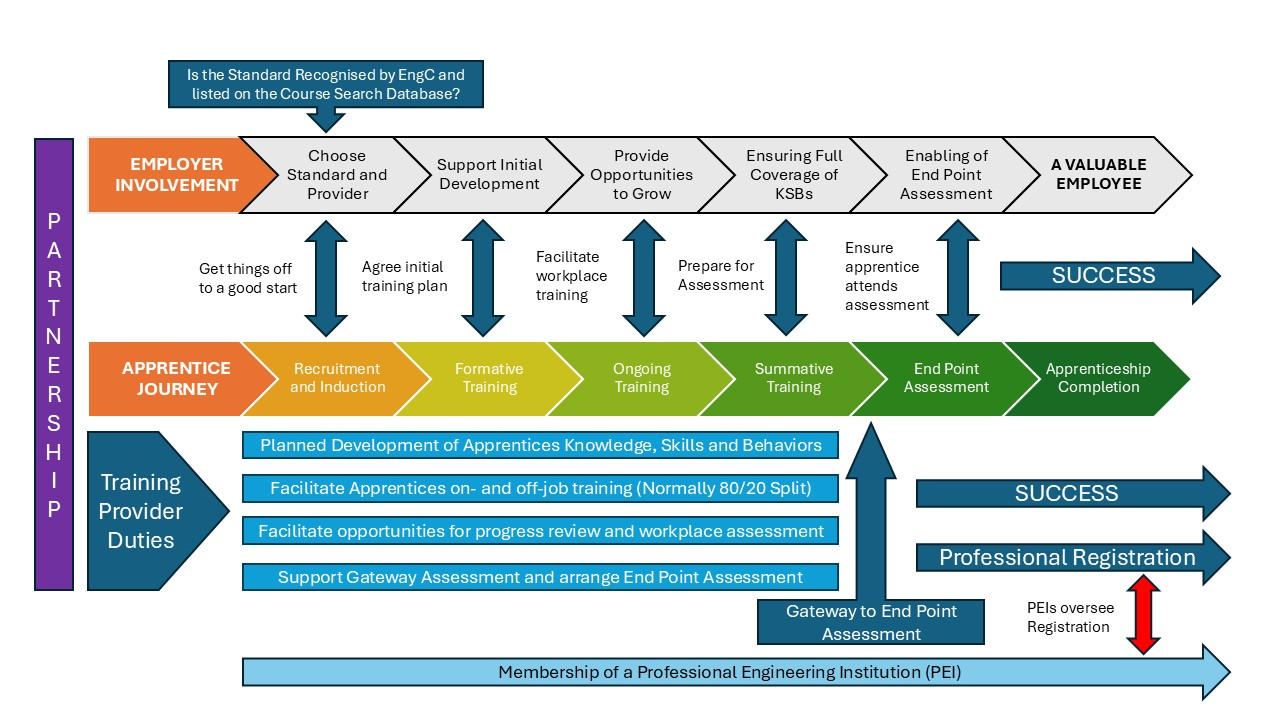 Is the Standard Recognised by EngC and
listed on the Course Search Database?
PARTNERSHIP
EMPLOYER
INVOLVEMENT
Choose
Standard and
Provider
Support Initial
Development
Provide
Opportunities
to Grow
Ensuring Full
Coverage of
KSBs
Enabling of
End Point
Assessment
A VALUABLE
EMPLOYEE
Get things off
to a good start
Agree initial
training plan
Facilitate
workplace
training
Prepare for
Assessment
Ensure
apprentice
attends
assessment
SUCCESS
APPRENTICE
JOURNEY
Recruitment
and Induction
Formative
Training
Ongoing
Training
Summative
Training
End Point
Assessment
Apprenticeship
Completion
Training
Provider
Duties
Planned Development of Apprentices Knowledge, Skills and Behaviors
Facilitate Apprentices on- and off-job training (Normally 80/20 Split)
Facilitate opportunities for progress review and workplace assessment
Support Gateway Assessment and arrange End Point Assessment
Gateway to End Point
Assessment
SUCCESS
Professional Registration
PEIs oversee
Registration
Membership of a Professional Engineering Institution (PEI)